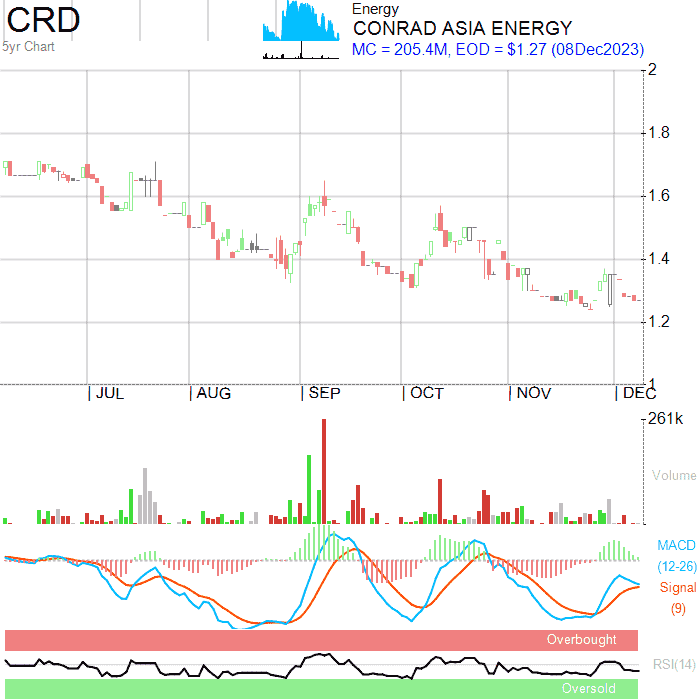 CRD
5yr Chart
Energy
CONRAD ASIA ENERGY
MC = 205.4M, EOD = $1.27 (08Dec2023)
2
1.8
1.6
1.4
1.2
1
JUL AUG SEP OCT NOV DEC
261k
Volume
MACD
(12-26)
Signal
(9)
Overbought
RSI(14)
Oversold